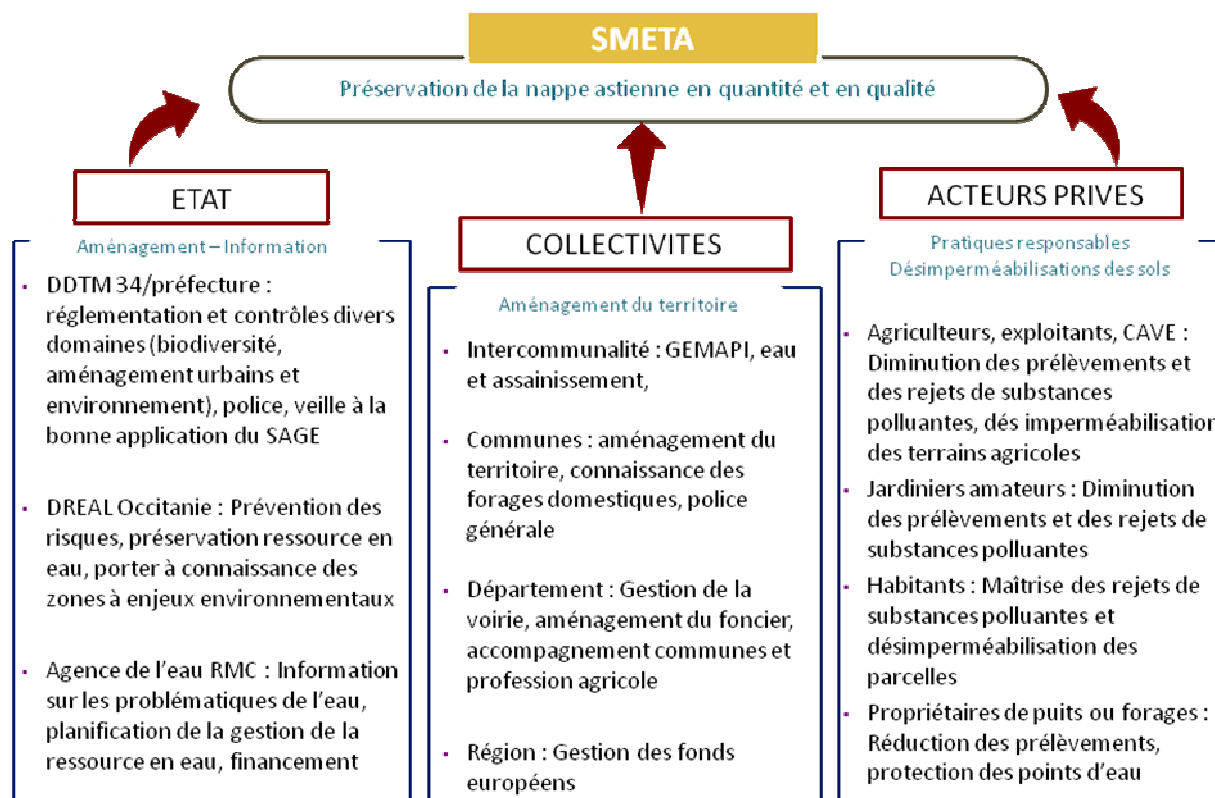 SMETA
Préservation de la nappe astienne en quantité et en qualité
ETAT
Aménagement – Information
• DDTM 34/préfecture :
réglementation et contrôles divers
domaines (biodiversité,
aménagement urbains et
environnement), police, veille à la
bonne application du SAGE
• DREAL Occitanie : Prévention des
risques, préservation ressource en
eau, porter à connaissance des
zones à enjeux environnementaux
• Agence de l’eau RMC : Information
sur les problématiques de l’eau,
planification de la gestion de la
ressource en eau, financement
COLLECTIVITES
Aménagement du territoire
• Intercommunalité : GEMAPI, eau
et assainissement,
• Communes : aménagement du
territoire, connaissance des
forages domestiques, police
générale
• Département : Gestion de la
voirie, aménagement du foncier,
accompagnement communes et
profession agricole
• Région : Gestion des fonds
européens
ACTEURS PRIVES
Pratiques responsables
Désimperméabilisations des sols
• Agriculteurs, exploitants, CAVE :
Diminution des prélèvements et
des rejets de substances
polluantes, dés imperméabilisation
des terrains agricoles
• Jardiniers amateurs : Diminution
des prélèvements et des rejets de
substances polluantes
• Habitants : Maîtrise des rejets de
substances polluantes et
désimperméabilisation des
parcelles
• Propriétaires de puits ou forages :
Réduction des prélèvements,
protection des points d’eau